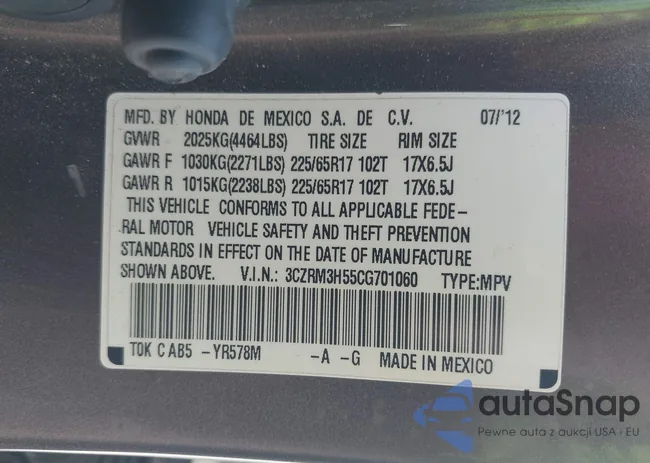 MFD. BY HONDA DE MEXICO S.A. DE C.V. 07/'12
GVWR 2025KG(4464LBS) TIRE SIZE RIM SIZE
GAWR F 1030KG(2271LBS) 225/65R17 102T 17X6.5J
GAWR R 1015KG(2238LBS) 225/65R17 102T 17X6.5J
THIS VEHICLE CONFORMS TO ALL APPLICABLE FEDE-
RAL MOTOR VEHICLE SAFETY AND THEFT PREVENTION
STANDARDS IN EFFECT ON THE DATE OF MANUFACTURE
SHOWN ABOVE. V.I.N.: 3CZRM3H55CG701060 TYPE:MPV
TOK C AB5 -YR578M -A -G MADE IN MEXICO
autaSnap
Pewne auta z aukcji USA - EU